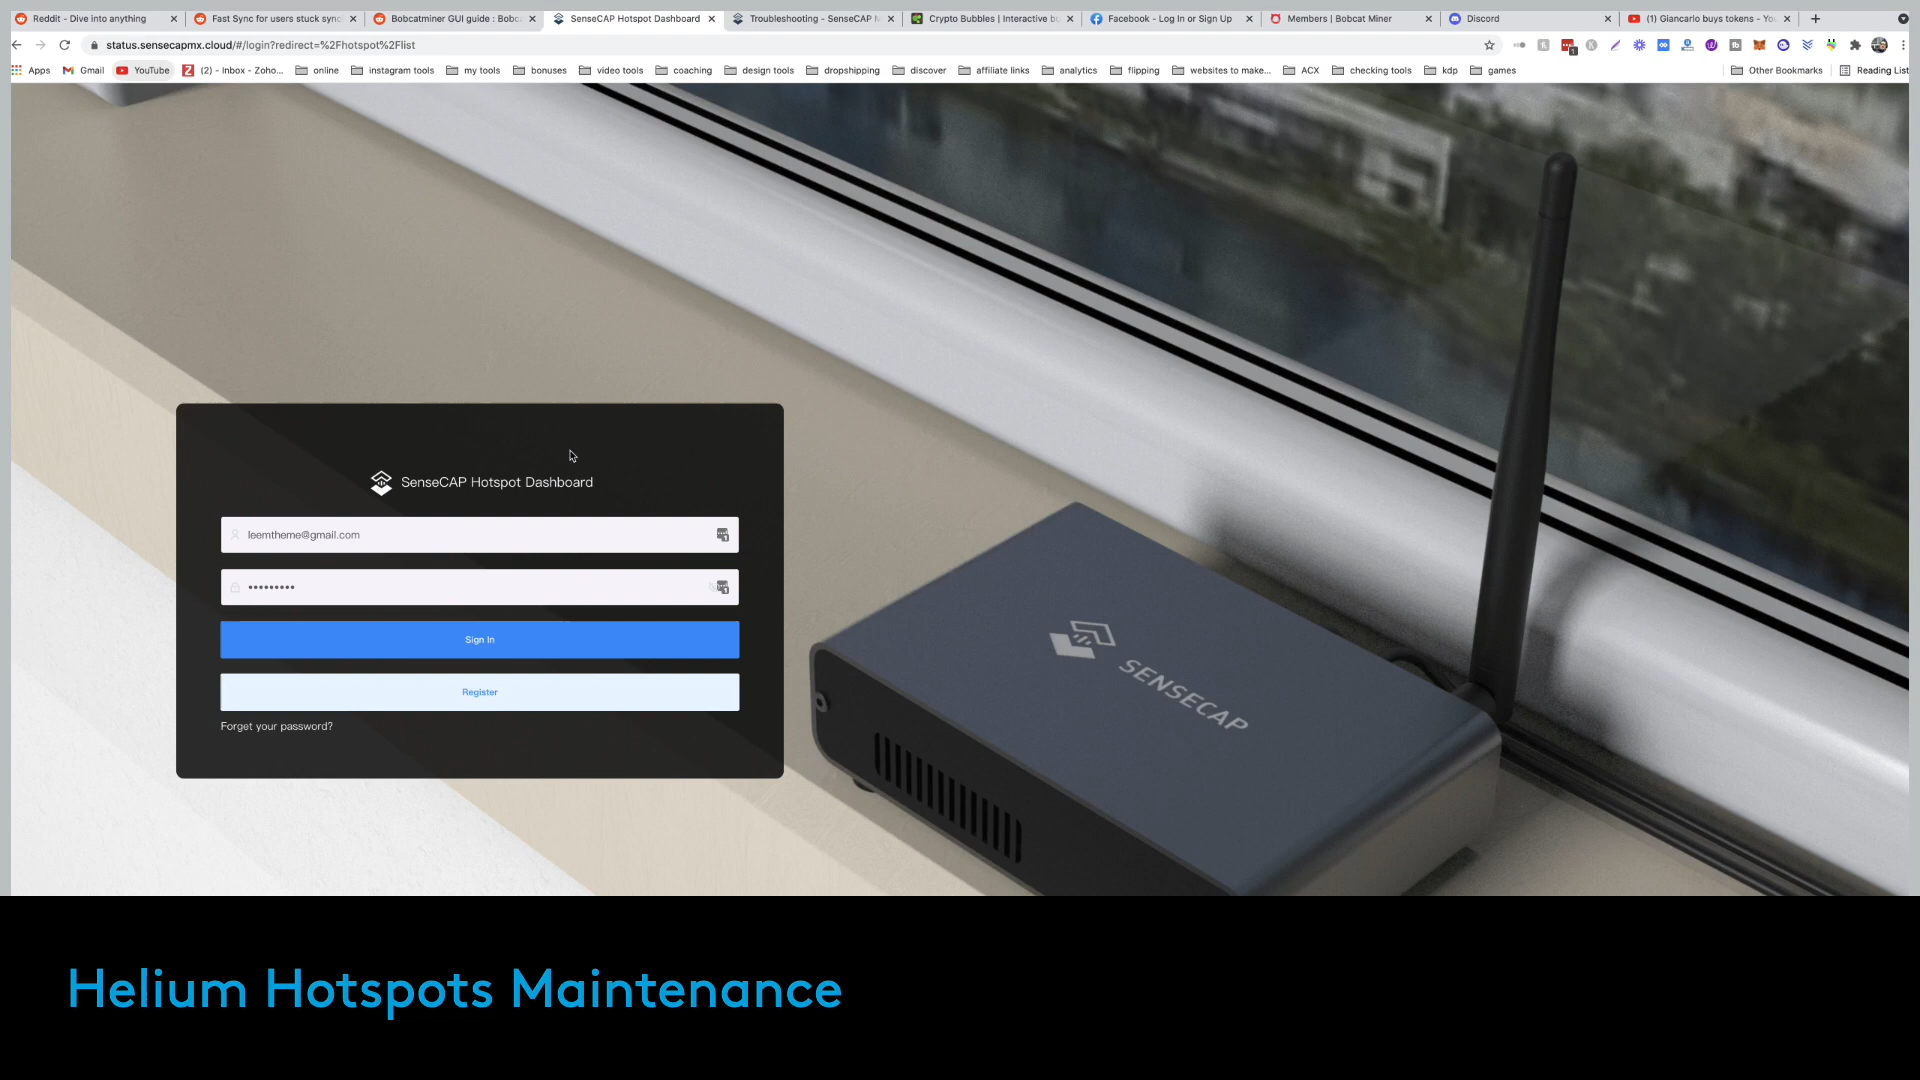 Reddit - Dive into anything
Fast Sync for users stuck sync
Bobcatminer GUI guide : Bobc
SenseCAP Hotspot Dashboard
Troubleshooting - SenseCAP M
Crypto Bubbles | Interactive bu
Facebook - Log In or Sign Up
Members | Bobcat Miner
Discord
(1) Giancarlo buys tokens - Yo
status.sensecapmx.cloud/#/login?redirect=%2Fhotspot%2Flist
Apps
Gmail
YouTube
(2) - Inbox - Zoho...
online
instagram tools
my tools
bonuses
video tools
coaching
design tools
dropshipping
discover
affiliate links
analytics
flipping
websites to make...
ACX
checking tools
kdp
games
Other Bookmarks
Reading List
SenseCAP Hotspot Dashboard
leemtheme@gmail.com
•••••••••
Sign In
Register
Forget your password?
SENSECAP
Helium Hotspots Maintenance